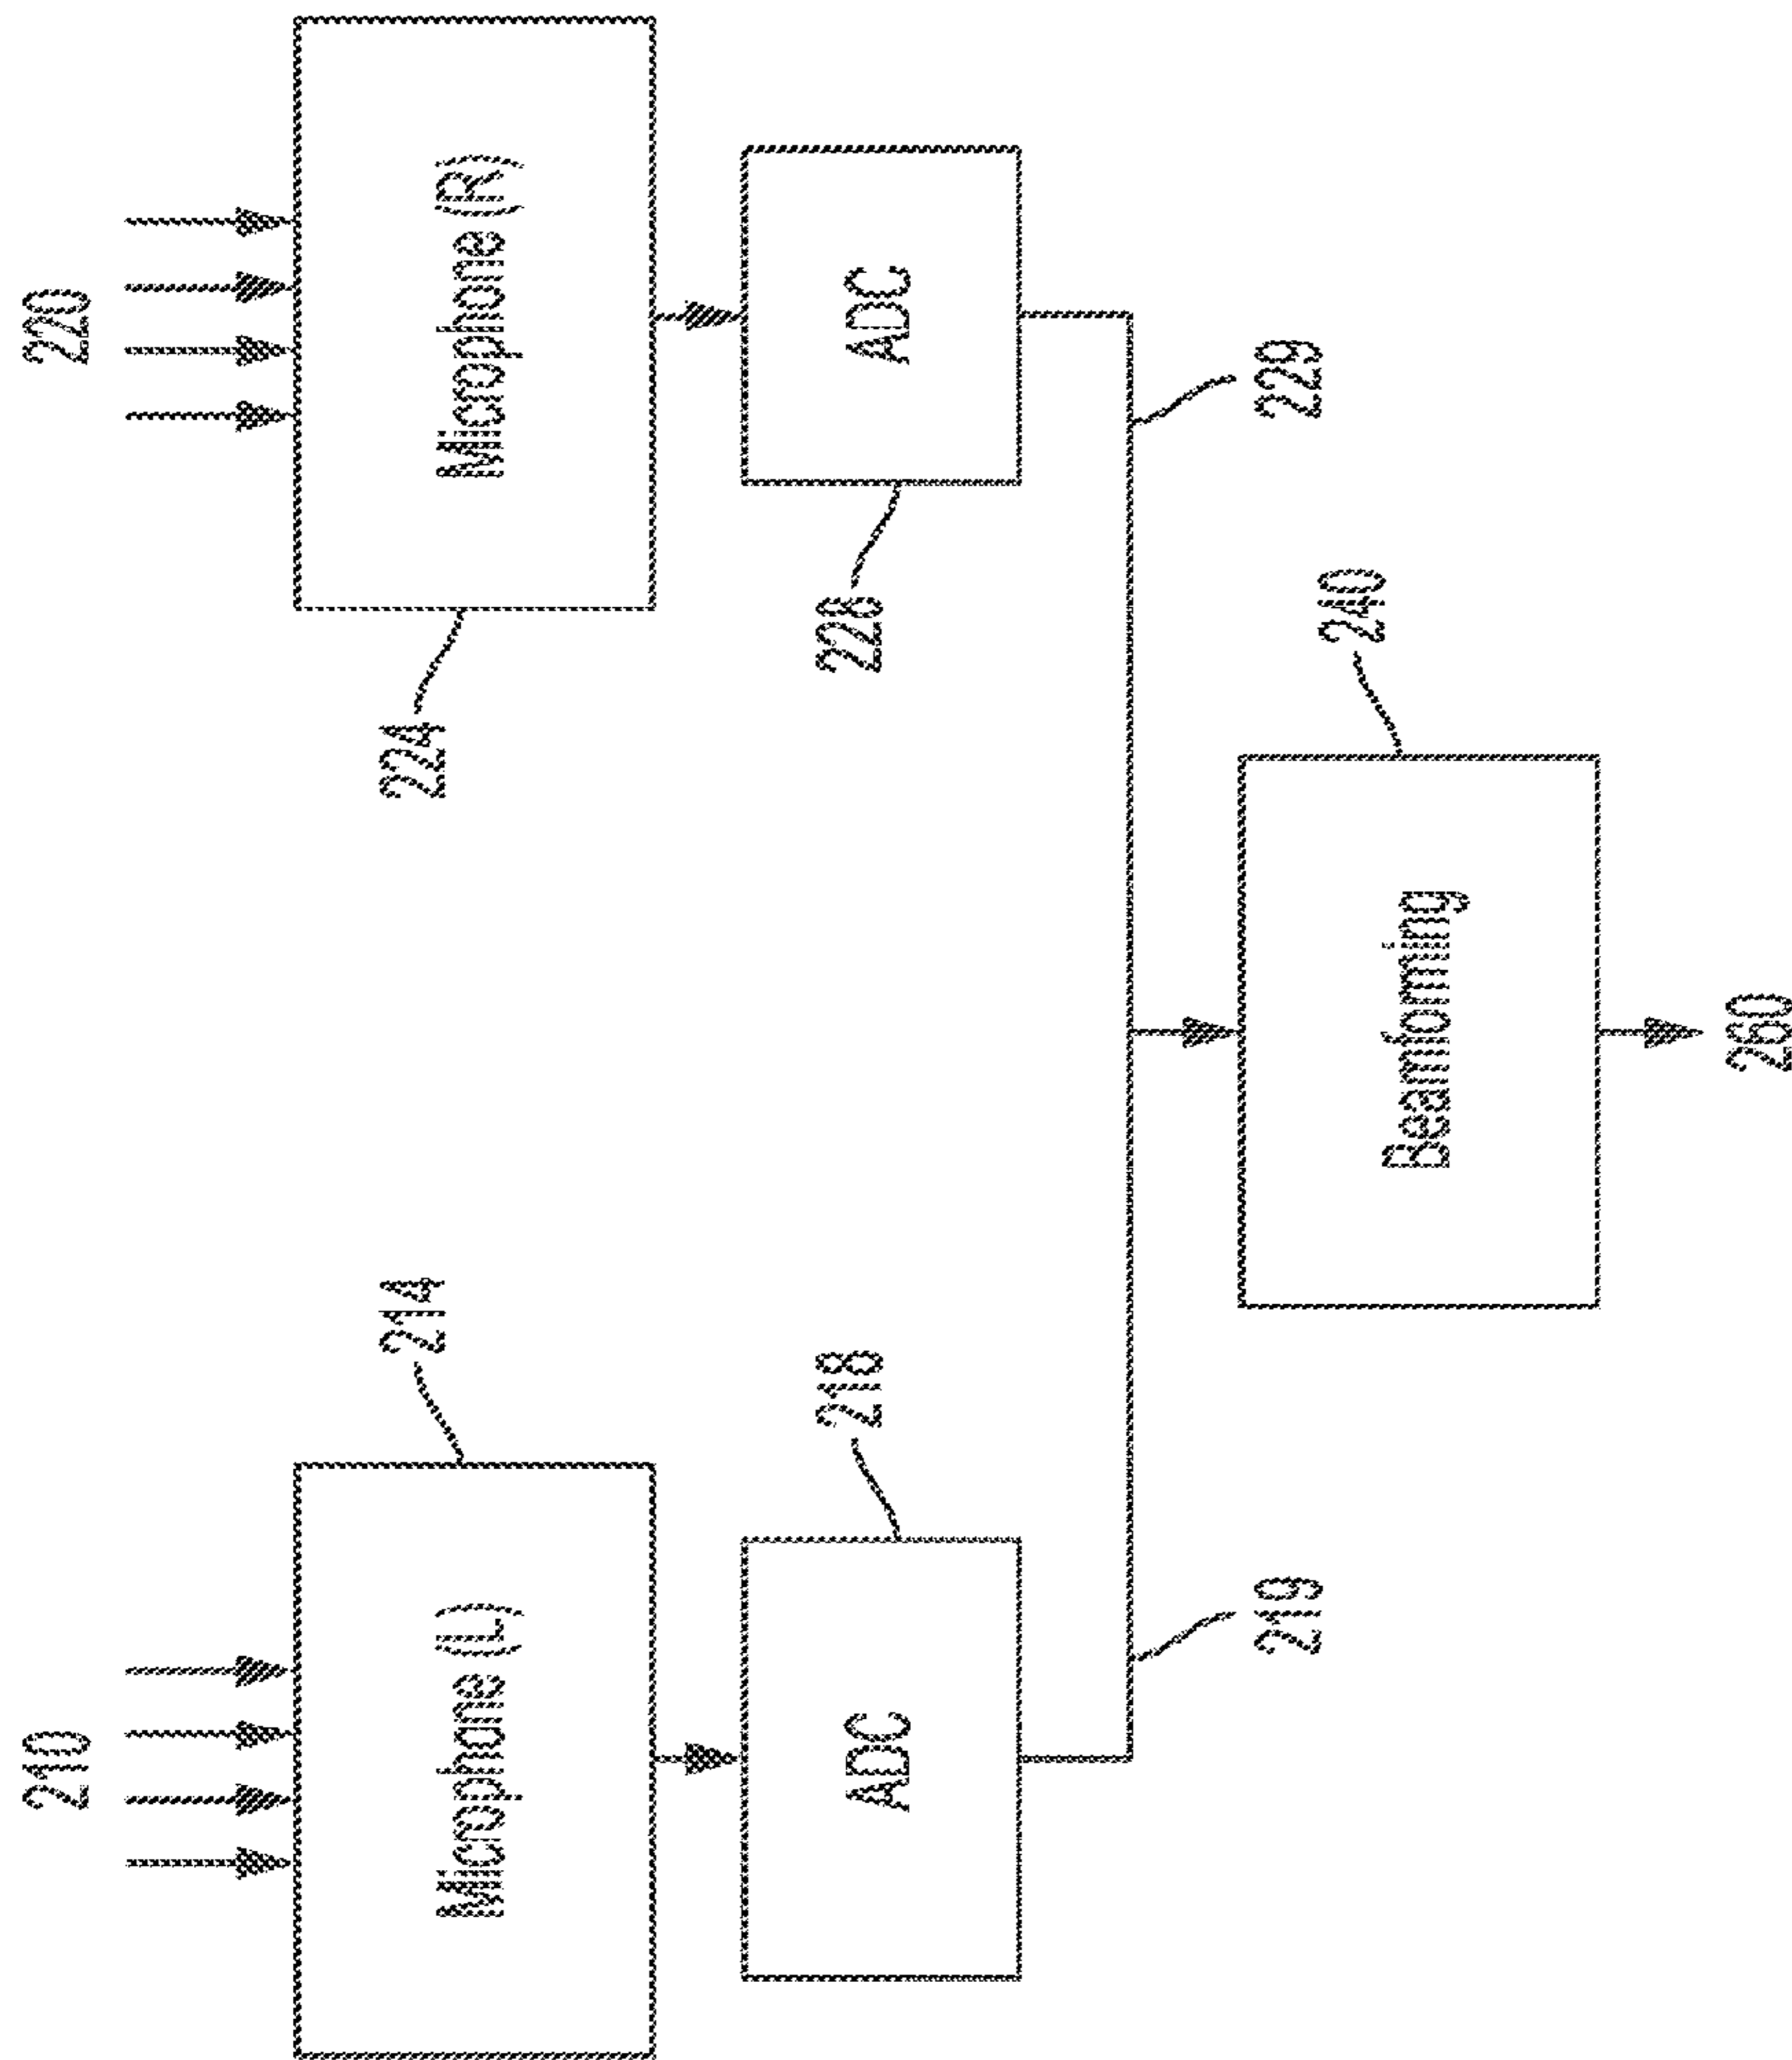 210
220
Microphone (L)
214
224
Microphone (R)
ADC
218
228
ADC
219
229
240
Beamforming
260